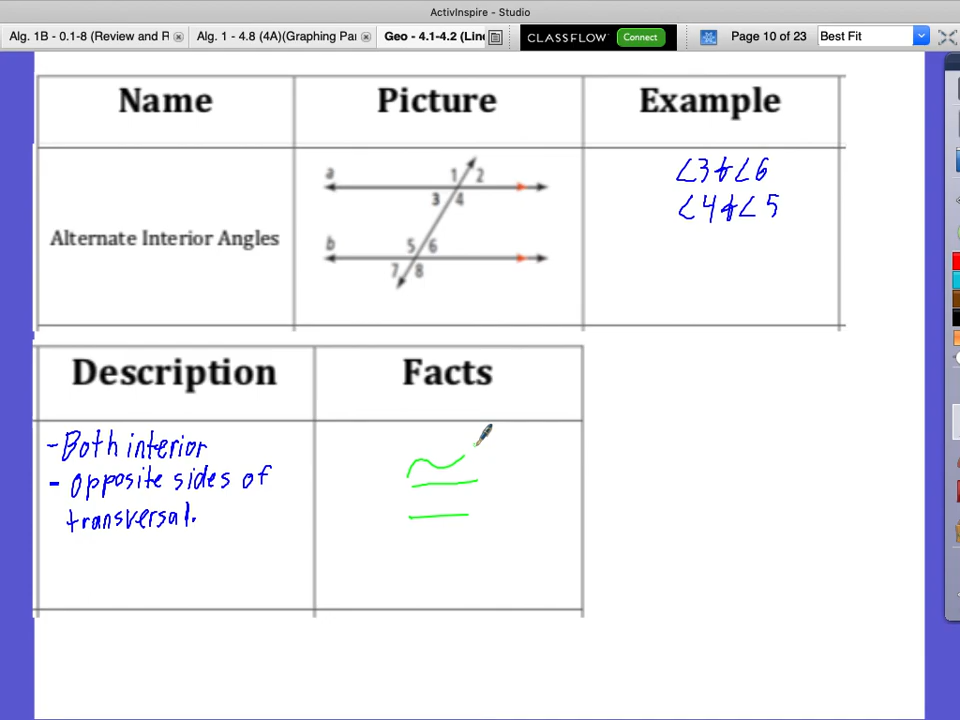 ActivInspire - Studio
Alg. 1B - 0.1-8 (Review and R
Alg. 1 - 4.8 (4A)(Graphing Pa
Geo - 4.1-4.2 (Lin
CLASSFLOW
Connect
Page 10 of 23
Best Fit
Name
Picture
Example
Alternate Interior Angles
a
1
2
3
4
b
5
6
7
8
∠3 & ∠6
∠4 & ∠5
Description
Facts
- Both interior
- opposite sides of
transversal.
≅